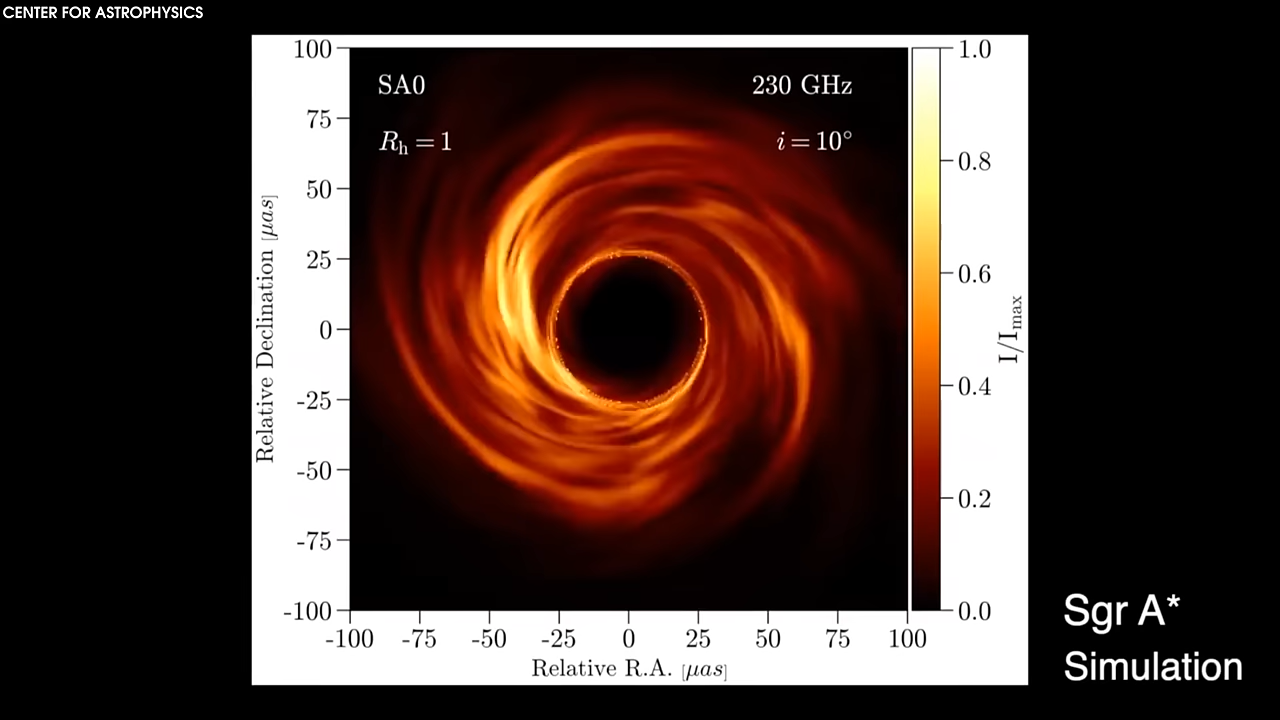 CENTER FOR ASTROPHYSICS
SA0
230 GHz
Rₕ = 1
i = 10°
Relative Declination [μas]
100
75
50
25
0
-25
-50
-75
-100
-100
-75
-50
-25
0
25
50
75
100
Relative R.A. [μas]
1.0
0.8
0.6
0.4
0.2
0.0
I/Iₘₐₓ
Sgr A*
Simulation